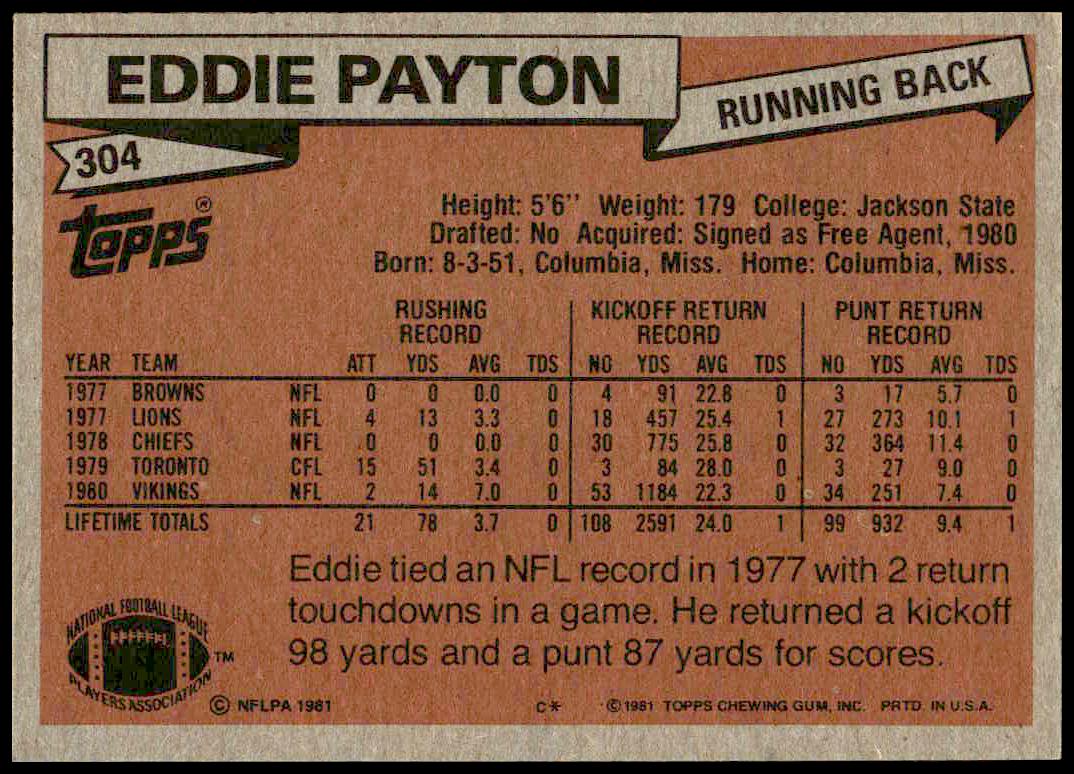 EDDIE PAYTON
RUNNING BACK
304
TOPPS®
Height: 5'6'' Weight: 179 College: Jackson State
Drafted: No Acquired: Signed as Free Agent, 1980
Born: 8-3-51, Columbia, Miss. Home: Columbia, Miss.
RUSHING RECORD KICKOFF RETURN RECORD PUNT RETURN RECORD
YEAR TEAM ATT YDS AVG TDS NO YDS AVG TDS NO YDS AVG TDS
1977 BROWNS NFL 0 0 0.0 0 4 91 22.8 0 3 17 5.7 0
1977 LIONS NFL 4 13 3.3 0 18 457 25.4 1 27 273 10.1 1
1978 CHIEFS NFL 0 0 0.0 0 30 775 25.8 0 32 364 11.4 0
1979 TORONTO CFL 15 51 3.4 0 3 84 28.0 0 3 27 9.0 0
1980 VIKINGS NFL 2 14 7.0 0 53 1184 22.3 0 34 251 7.4 0
LIFETIME TOTALS 21 78 3.7 0 108 2591 24.0 1 99 932 9.4 1
Eddie tied an NFL record in 1977 with 2 return
touchdowns in a game. He returned a kickoff
98 yards and a punt 87 yards for scores.
NATIONAL FOOTBALL LEAGUE
PLAYERS ASSOCIATION
TM
© NFLPA 1981 C* ©1981 TOPPS CHEWING GUM, INC. PRTD. IN U.S.A.